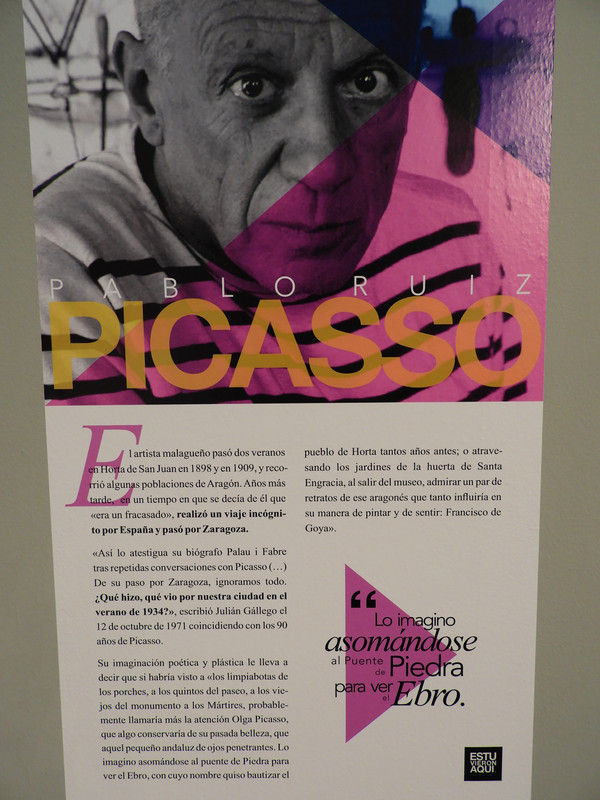 PABLO RUIZ
PICASSO
El artista malagueño pasó dos veranos
en Horta de San Juan en 1898 y en 1909, y reco-
rrió algunas poblaciones de Aragón. Años más
tarde, en un tiempo en que se decía de él que
«era un fracasado», realizó un viaje incógni-
to por España y pasó por Zaragoza.
«Así lo atestigua su biógrafo Palau i Fabre
tras repetidas conversaciones con Picasso (…)
De su paso por Zaragoza, ignoramos todo.
¿Qué hizo, qué vio por nuestra ciudad en el
verano de 1934?», escribió Julián Gállego el
12 de octubre de 1971 coincidiendo con los 90
años de Picasso.
Su imaginación poética y plástica le lleva a
decir que si habría visto a «los limpiabotas de
los porches, a los quintos del paseo, a los vie-
jos del monumento a los Mártires, probable-
mente llamaría más la atención Olga Picasso,
que algo conservaría de su pasada belleza, que
aquel pequeño andaluz de ojos penetrantes. Lo
imagino asomándose al puente de Piedra para
ver el Ebro, con cuyo nombre quiso bautizar el
pueblo de Horta tantos años antes; o atrave-
sando los jardines de la huerta de Santa
Engracia, al salir del museo, admirar un par de
retratos de ese aragonés que tanto influiría en
su manera de pintar y de sentir: Francisco de
Goya».
“
Lo imagino
asomándose
al Puente
de Piedra
para ver
el Ebro.
ESTU
VIERON
AQUÍ